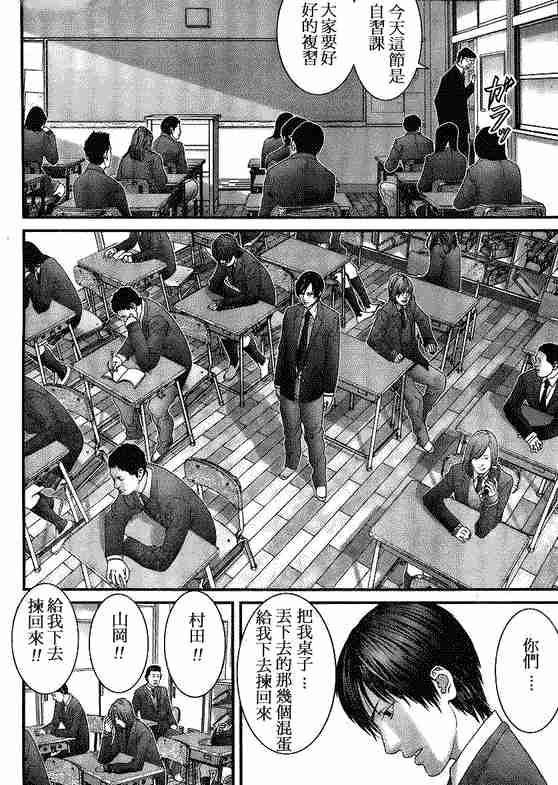 今天這節是
自習課
大家要好
好的複習
ガラッ
你們…
把我桌子…
丟下去的那幾個混蛋
給我下去揀回來
村田!!
山岡!!
給我下去
揀回來!!